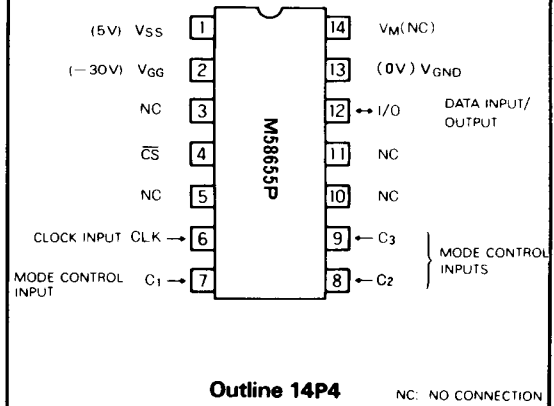 (5V) VSS 1
14 VM(NC)
(−30V) VGG 2
13 (0V) VGND
NC 3
12 ↔ I/O DATA INPUT/
OUTPUT
M58655P
CS 4
11 NC
NC 5
10 NC
CLOCK INPUT CLK → 6
9 ← C3
MODE CONTROL
INPUTS
MODE CONTROL
INPUT
C1 → 7
8 ← C2
Outline 14P4
NC: NO CONNECTION